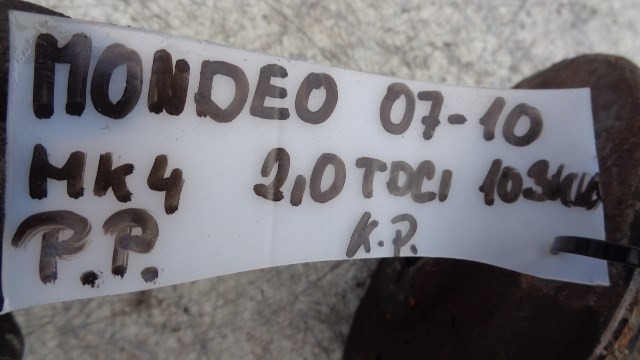 MONDEO 07-10
MK4 2,0 TDCI 103KW
P.P. K.P.